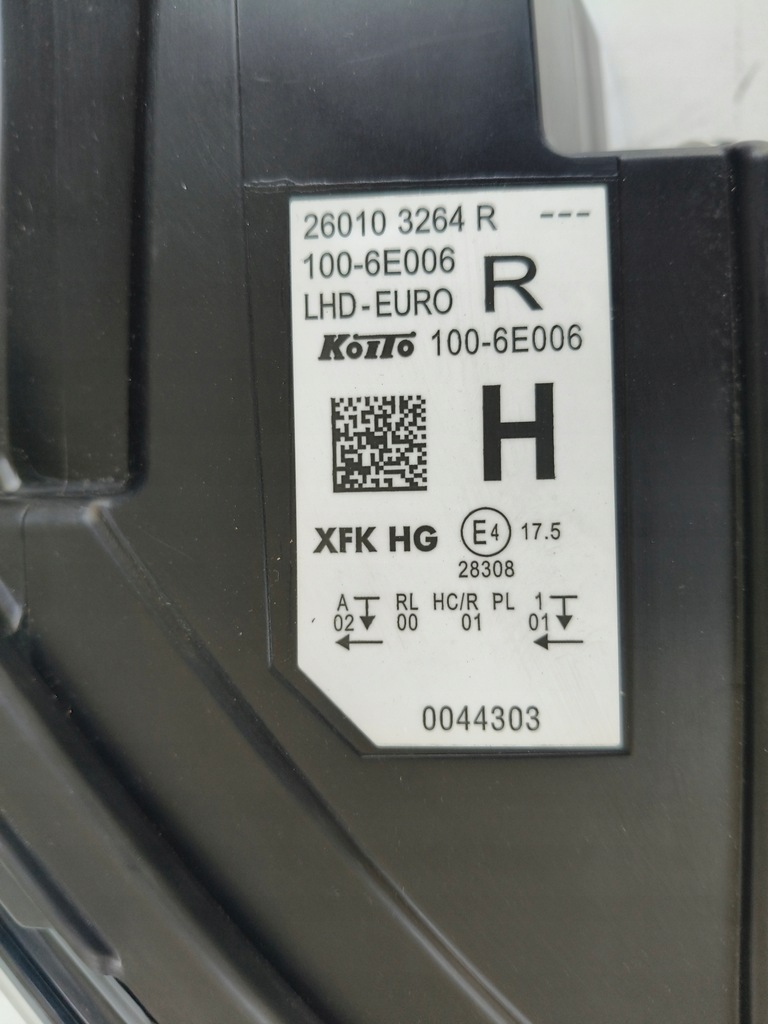 26010 3264 R ---
100-6E006 R
LHD-EURO
KOITO 100-6E006
H
XFK HG E4 17.5
28308
A RL HC/R PL 1
02 00 01 01
0044303